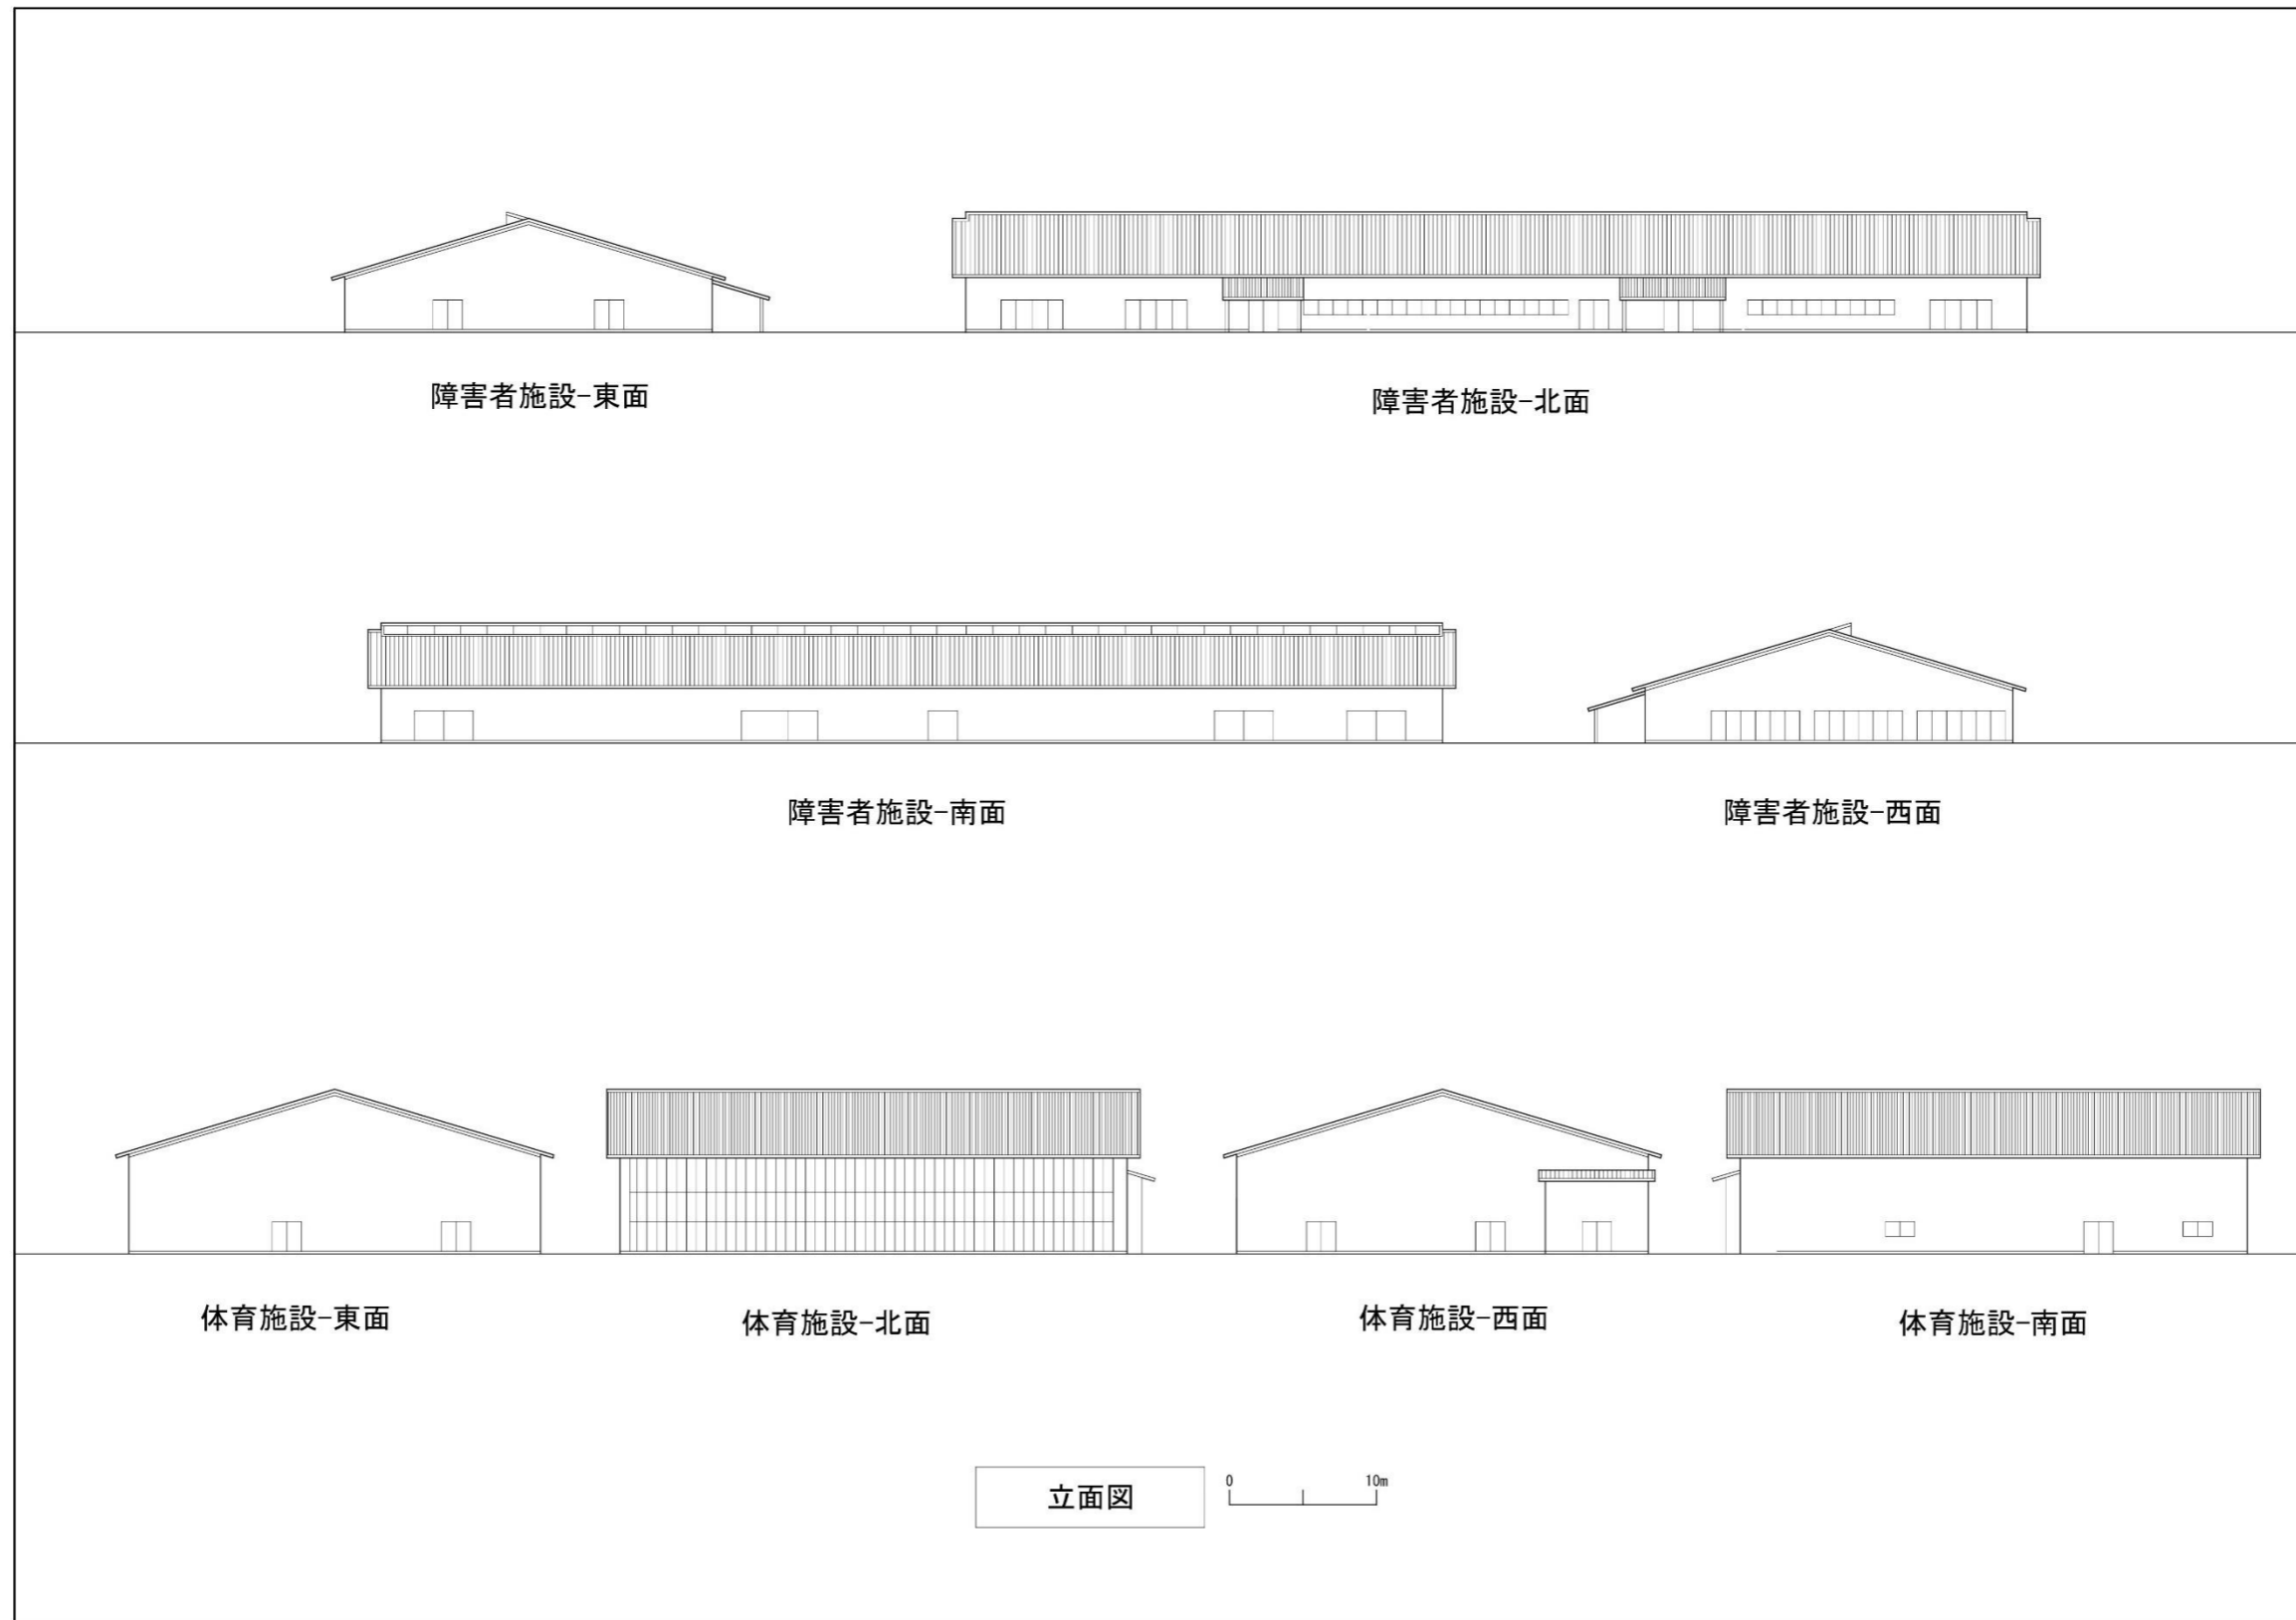 障害者施設-東面
障害者施設-北面
障害者施設-南面
障害者施設-西面
体育施設-東面
体育施設-北面
体育施設-西面
体育施設-南面
立面図
0 10m